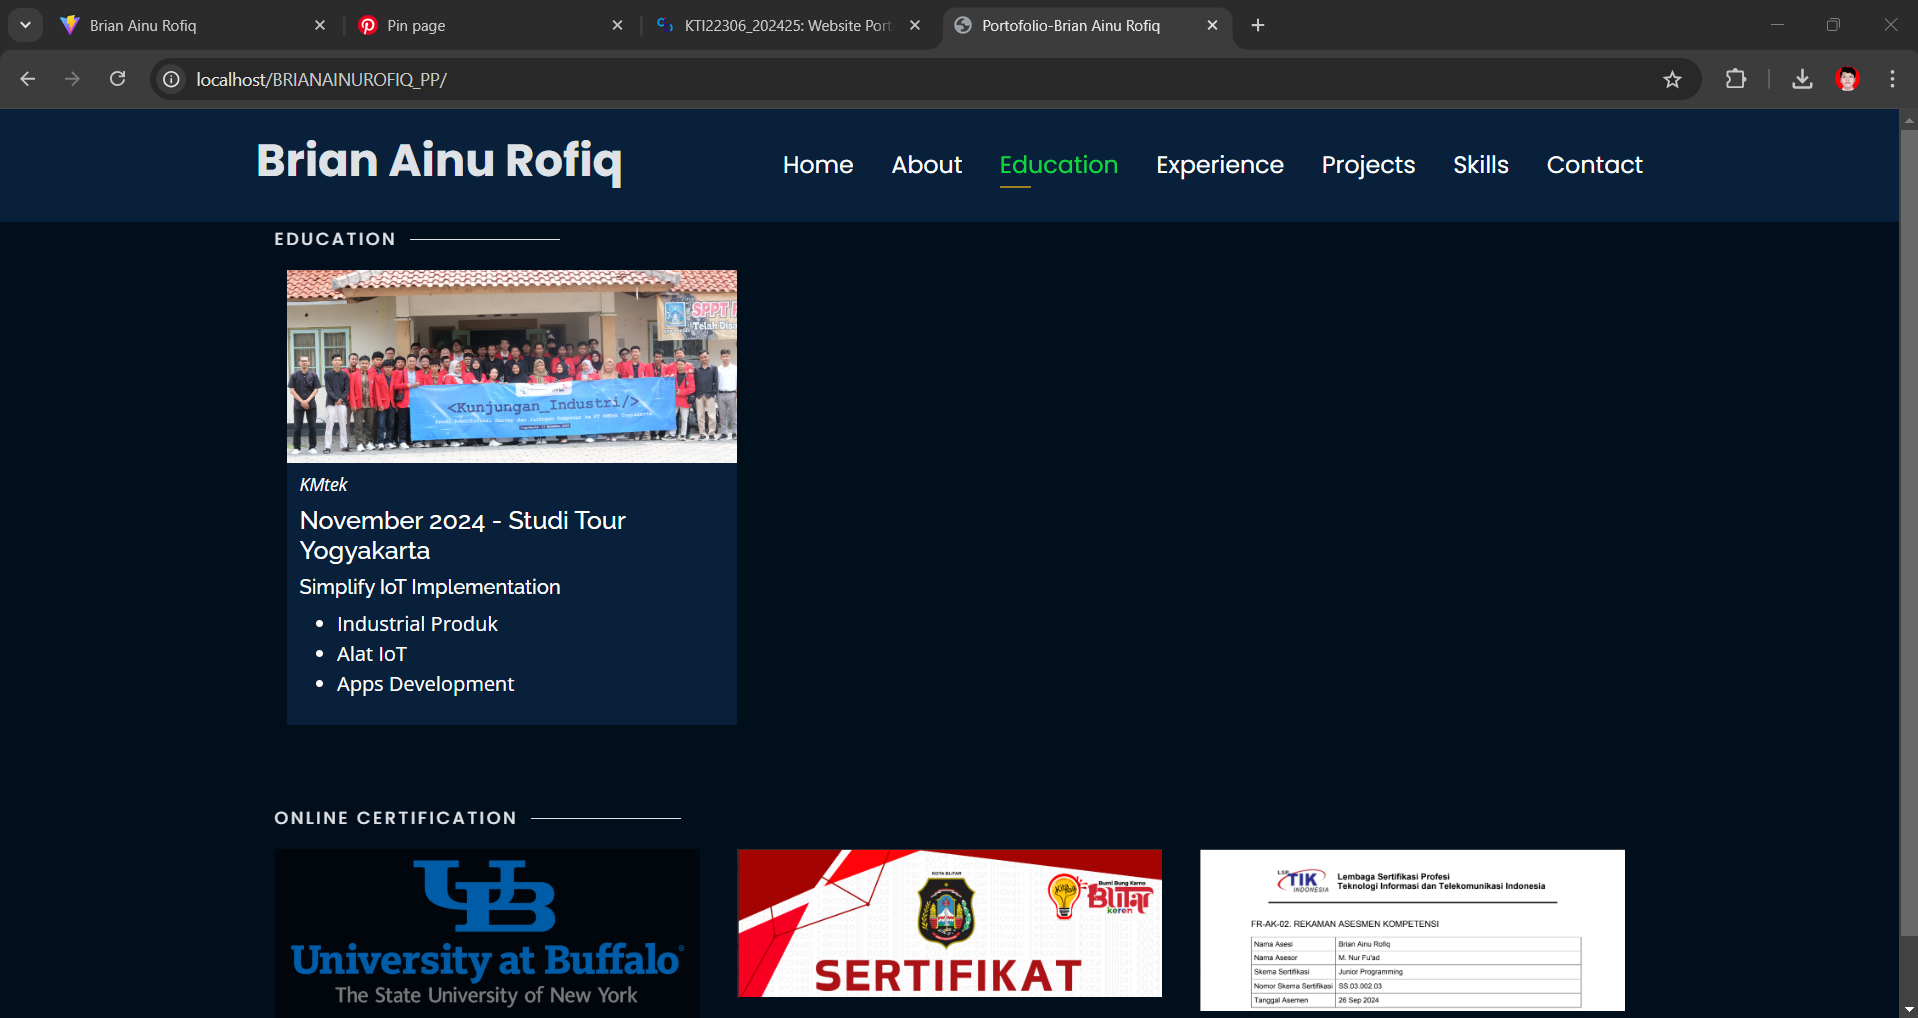 Brian Ainu Rofiq
Pin page
KTI22306_202425: Website Port
Portofolio-Brian Ainu Rofiq
localhost/BRIANAINUROFIQ_PP/
Brian Ainu Rofiq
Home About Education Experience Projects Skills Contact
EDUCATION
SPPT
Telah Disa
<Kunjungan_Industri/>
KMtek
November 2024 - Studi Tour
Yogyakarta
Simplify IoT Implementation
Industrial Produk
Alat IoT
Apps Development
ONLINE CERTIFICATION
UB
University at Buffalo
The State University of New York
KOTA BLITAR
Bumi Bung Karno
Blitar
keren
SERTIFIKAT
LSP
TIK
INDONESIA
Lembaga Sertifikasi Profesi
Teknologi Informasi dan Telekomunikasi Indonesia
FR-AK-02. REKAMAN ASESMEN KOMPETENSI
Nama Asesi Brian Ainu Rofiq
Nama Asesor M. Nur Fu'ad
Skema Sertifikasi Junior Programming
Nomor Skema Sertifikasi SS.03.002.03
Tanggal Asemen 26 Sep 2024